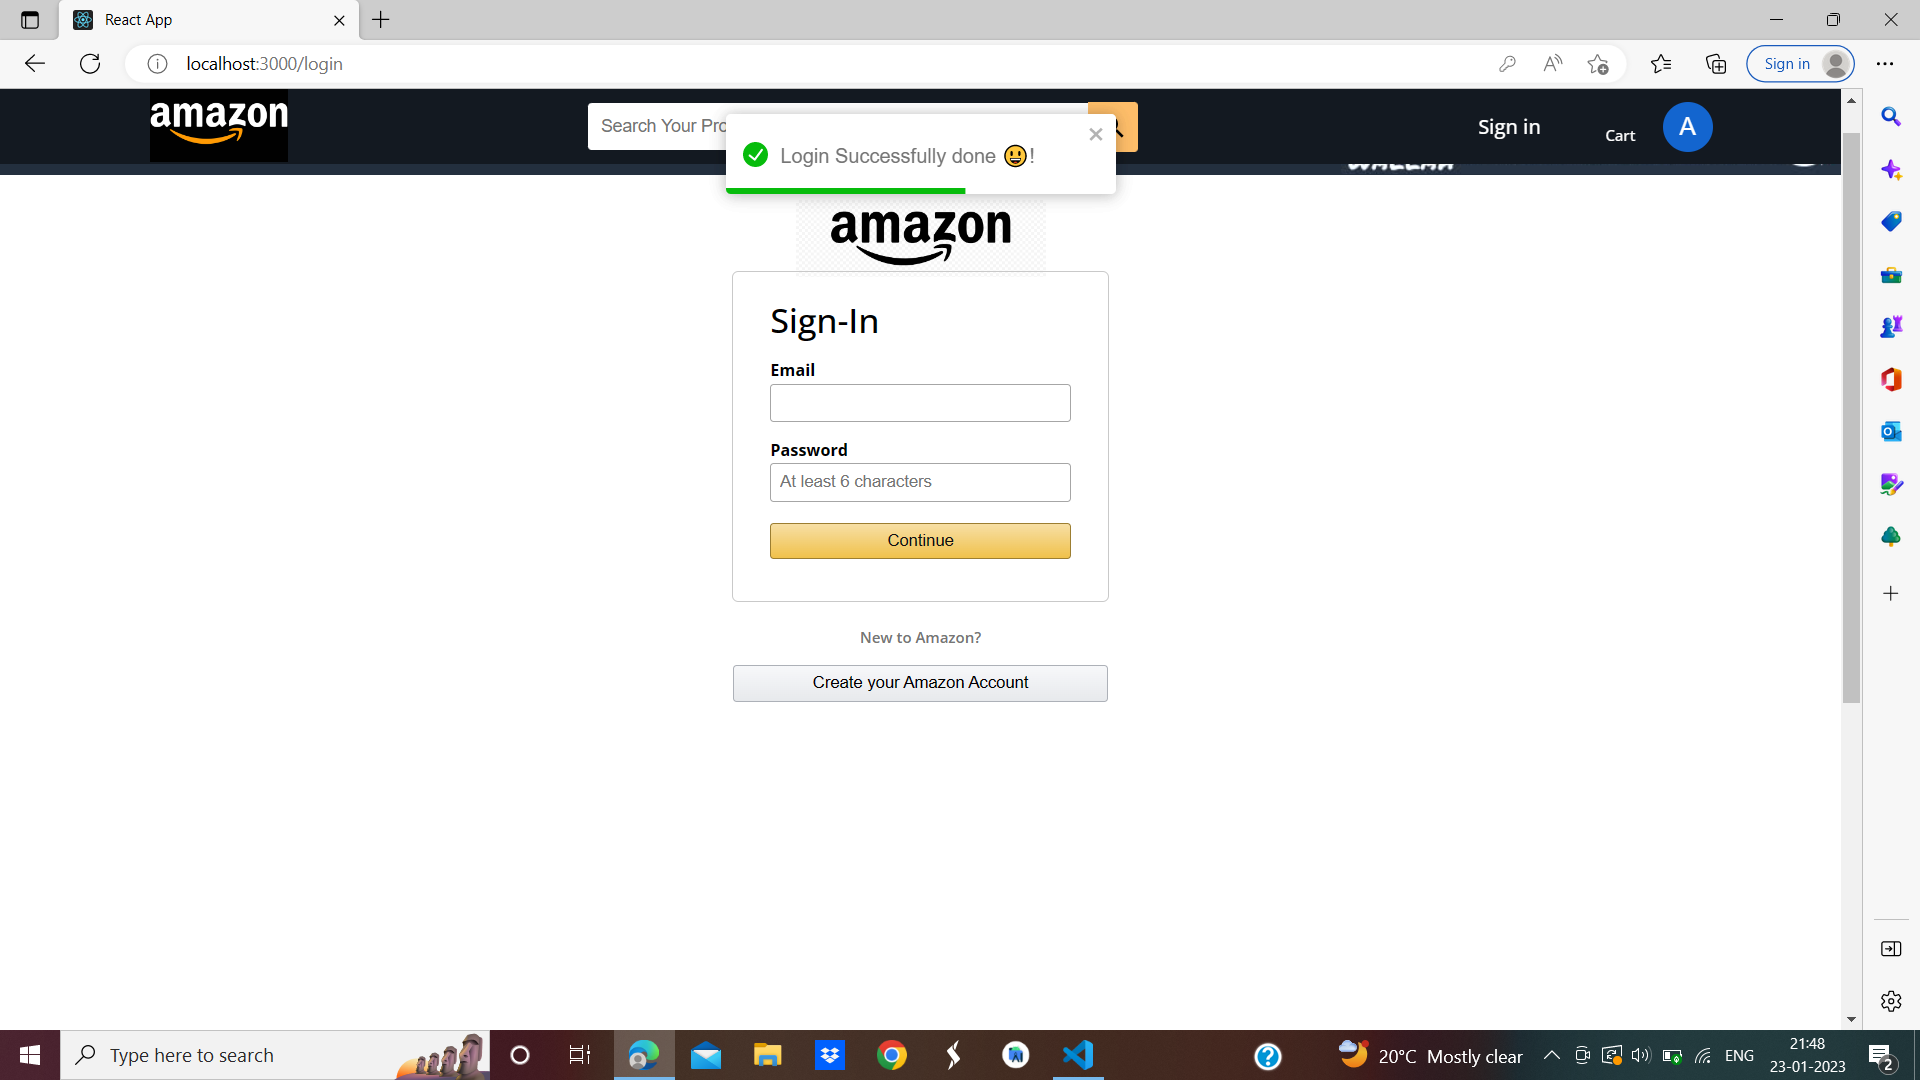 React App
localhost:3000/login
Sign in
amazon
Search Your Pro
Sign in
Cart
A
Login Successfully done 😃!
amazon
Sign-In
Email
Password
At least 6 characters
Continue
New to Amazon?
Create your Amazon Account
Type here to search
20°C Mostly clear
ENG
21:48
23-01-2023
2